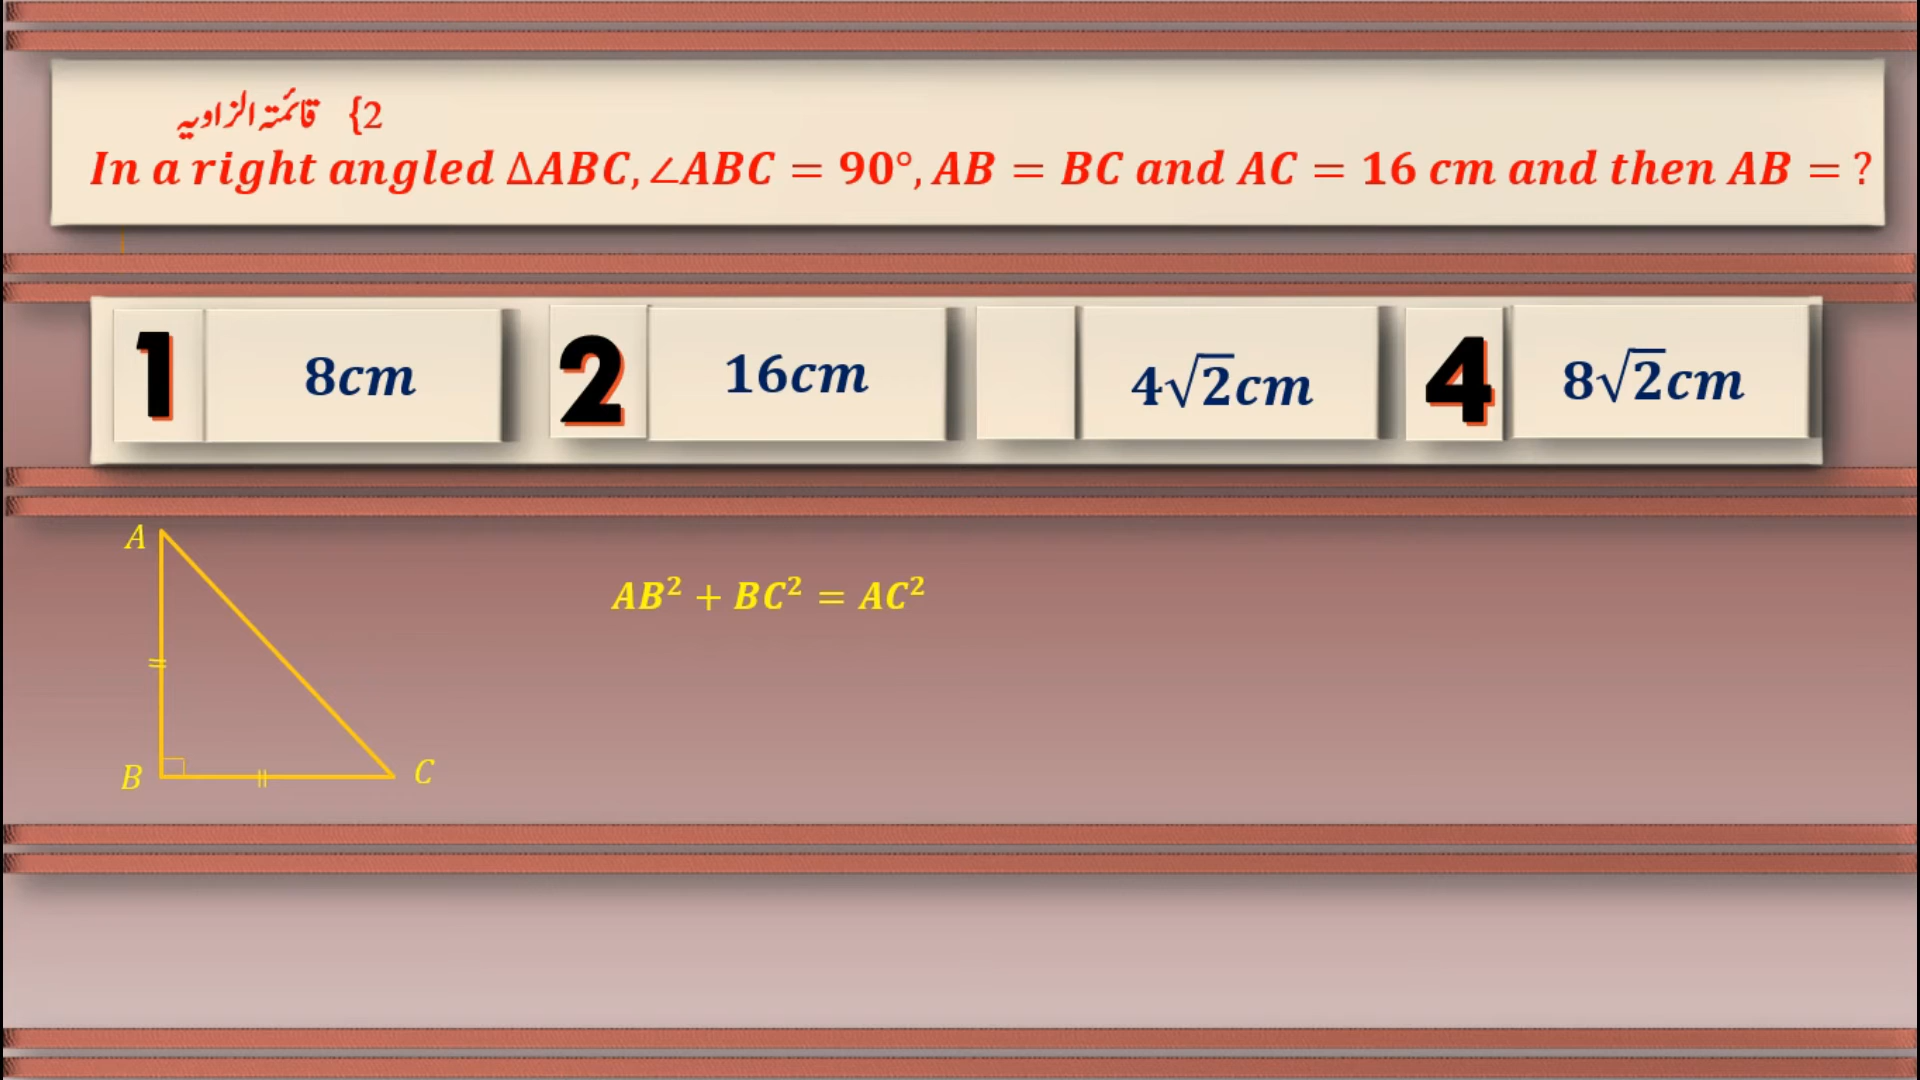 قائمۃ الزاویہ {2
In a right angled ΔABC, ∠ABC = 90°, AB = BC and AC = 16 cm and then AB = ?
1 8cm 2 16cm 4√2cm 4 8√2cm
A
AB² + BC² = AC²
B C